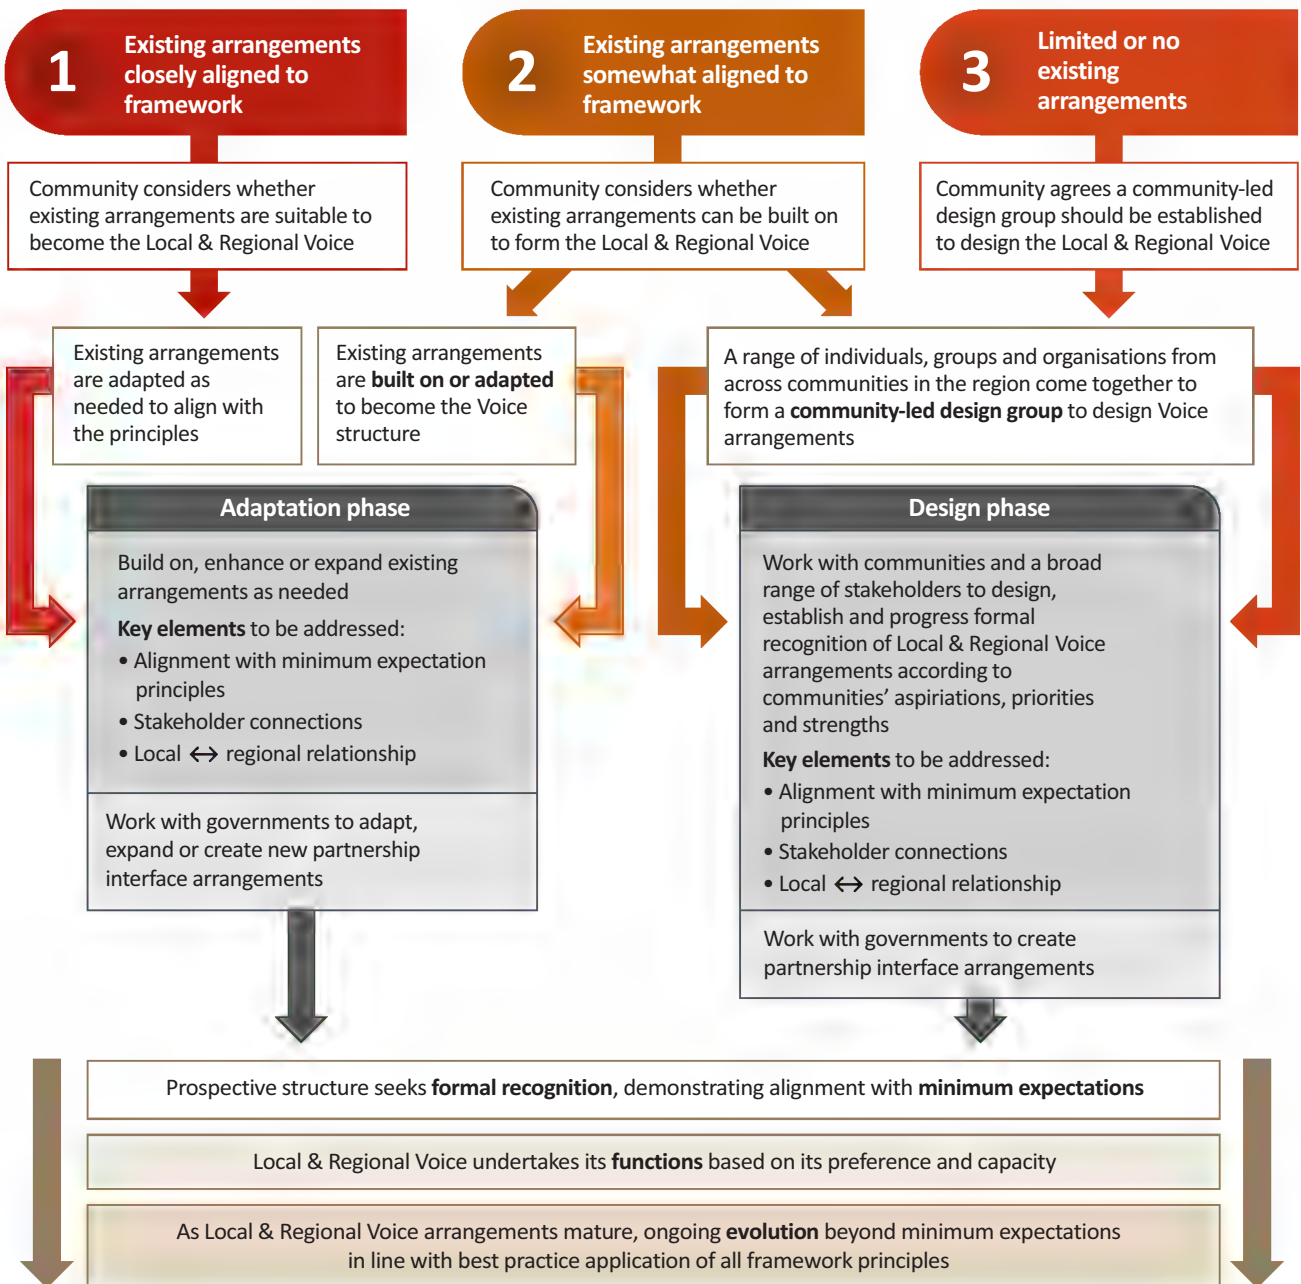 1
Existing arrangements
closely aligned to
framework
2
Existing arrangements
somewhat aligned to
framework
3
Limited or no
existing
arrangements
Community considers whether
existing arrangements are suitable to
become the Local & Regional Voice
Community considers whether
existing arrangements can be built on
to form the Local & Regional Voice
Community agrees a community-led
design group should be established
to design the Local & Regional Voice
Existing arrangements
are adapted as
needed to align with
the principles
Existing arrangements
are built on or adapted
to become the Voice
structure
A range of individuals, groups and organisations from
across communities in the region come together to
form a community-led design group to design Voice
arrangements
Adaptation phase
Build on, enhance or expand existing
arrangements as needed
Key elements to be addressed:
• Alignment with minimum expectation
principles
• Stakeholder connections
• Local ↔ regional relationship
Work with governments to adapt,
expand or create new partnership
interface arrangements
Design phase
Work with communities and a broad
range of stakeholders to design,
establish and progress formal
recognition of Local & Regional Voice
arrangements according to
communities’ aspiriations, priorities
and strengths
Key elements to be addressed:
• Alignment with minimum expectation
principles
• Stakeholder connections
• Local ↔ regional relationship
Work with governments to create
partnership interface arrangements
Prospective structure seeks formal recognition, demonstrating alignment with minimum expectations
Local & Regional Voice undertakes its functions based on its preference and capacity
As Local & Regional Voice arrangements mature, ongoing evolution beyond minimum expectations
in line with best practice application of all framework principles